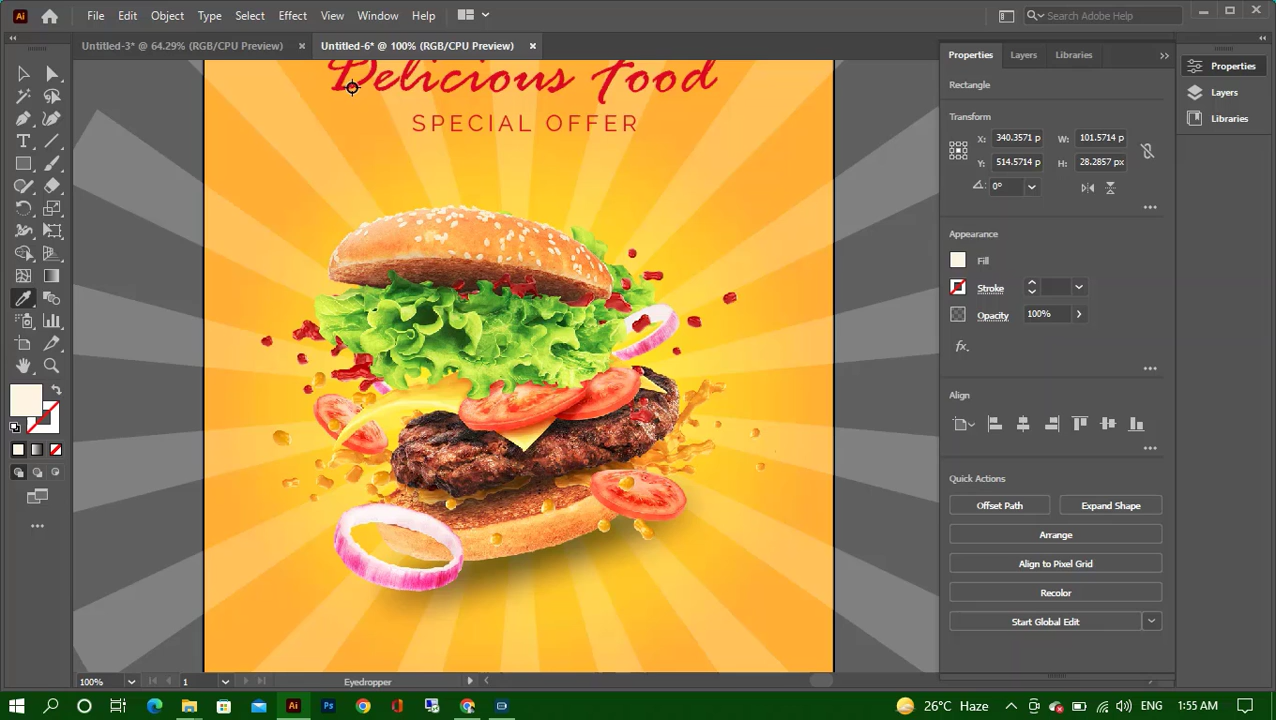 Ai File Edit Object Type Select Effect View Window Help Search Adobe Help
Untitled-3* @ 64.29% (RGB/CPU Preview) × Untitled-6* @ 100% (RGB/CPU Preview) ×
Properties Layers Libraries
Properties
Layers
Libraries
Rectangle
Transform
X: 340.3571 p W: 101.5714 p
Y: 514.5714 p H: 28.2857 px
0°
Appearance
Fill
Stroke
Opacity 100%
fx.
Align
Quick Actions
Offset Path Expand Shape
Arrange
Align to Pixel Grid
Recolor
Start Global Edit
Delicious Food
SPECIAL OFFER
100% 1 Eyedropper
Ai Ps 26°C Haze ENG 1:55 AM